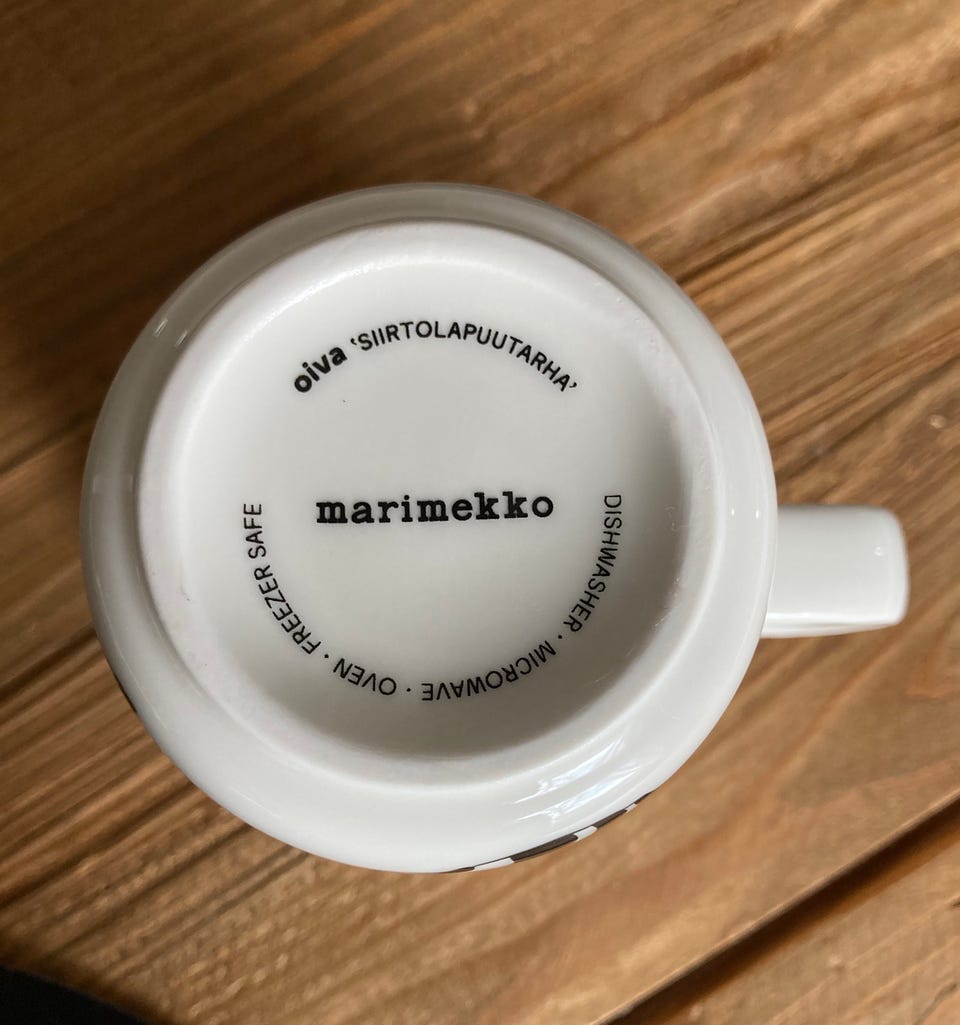 oiva ‘SIIRTOLAPUUTARHA’
marimekko
DISHWASHER · MICROWAVE · OVEN · FREEZER SAFE